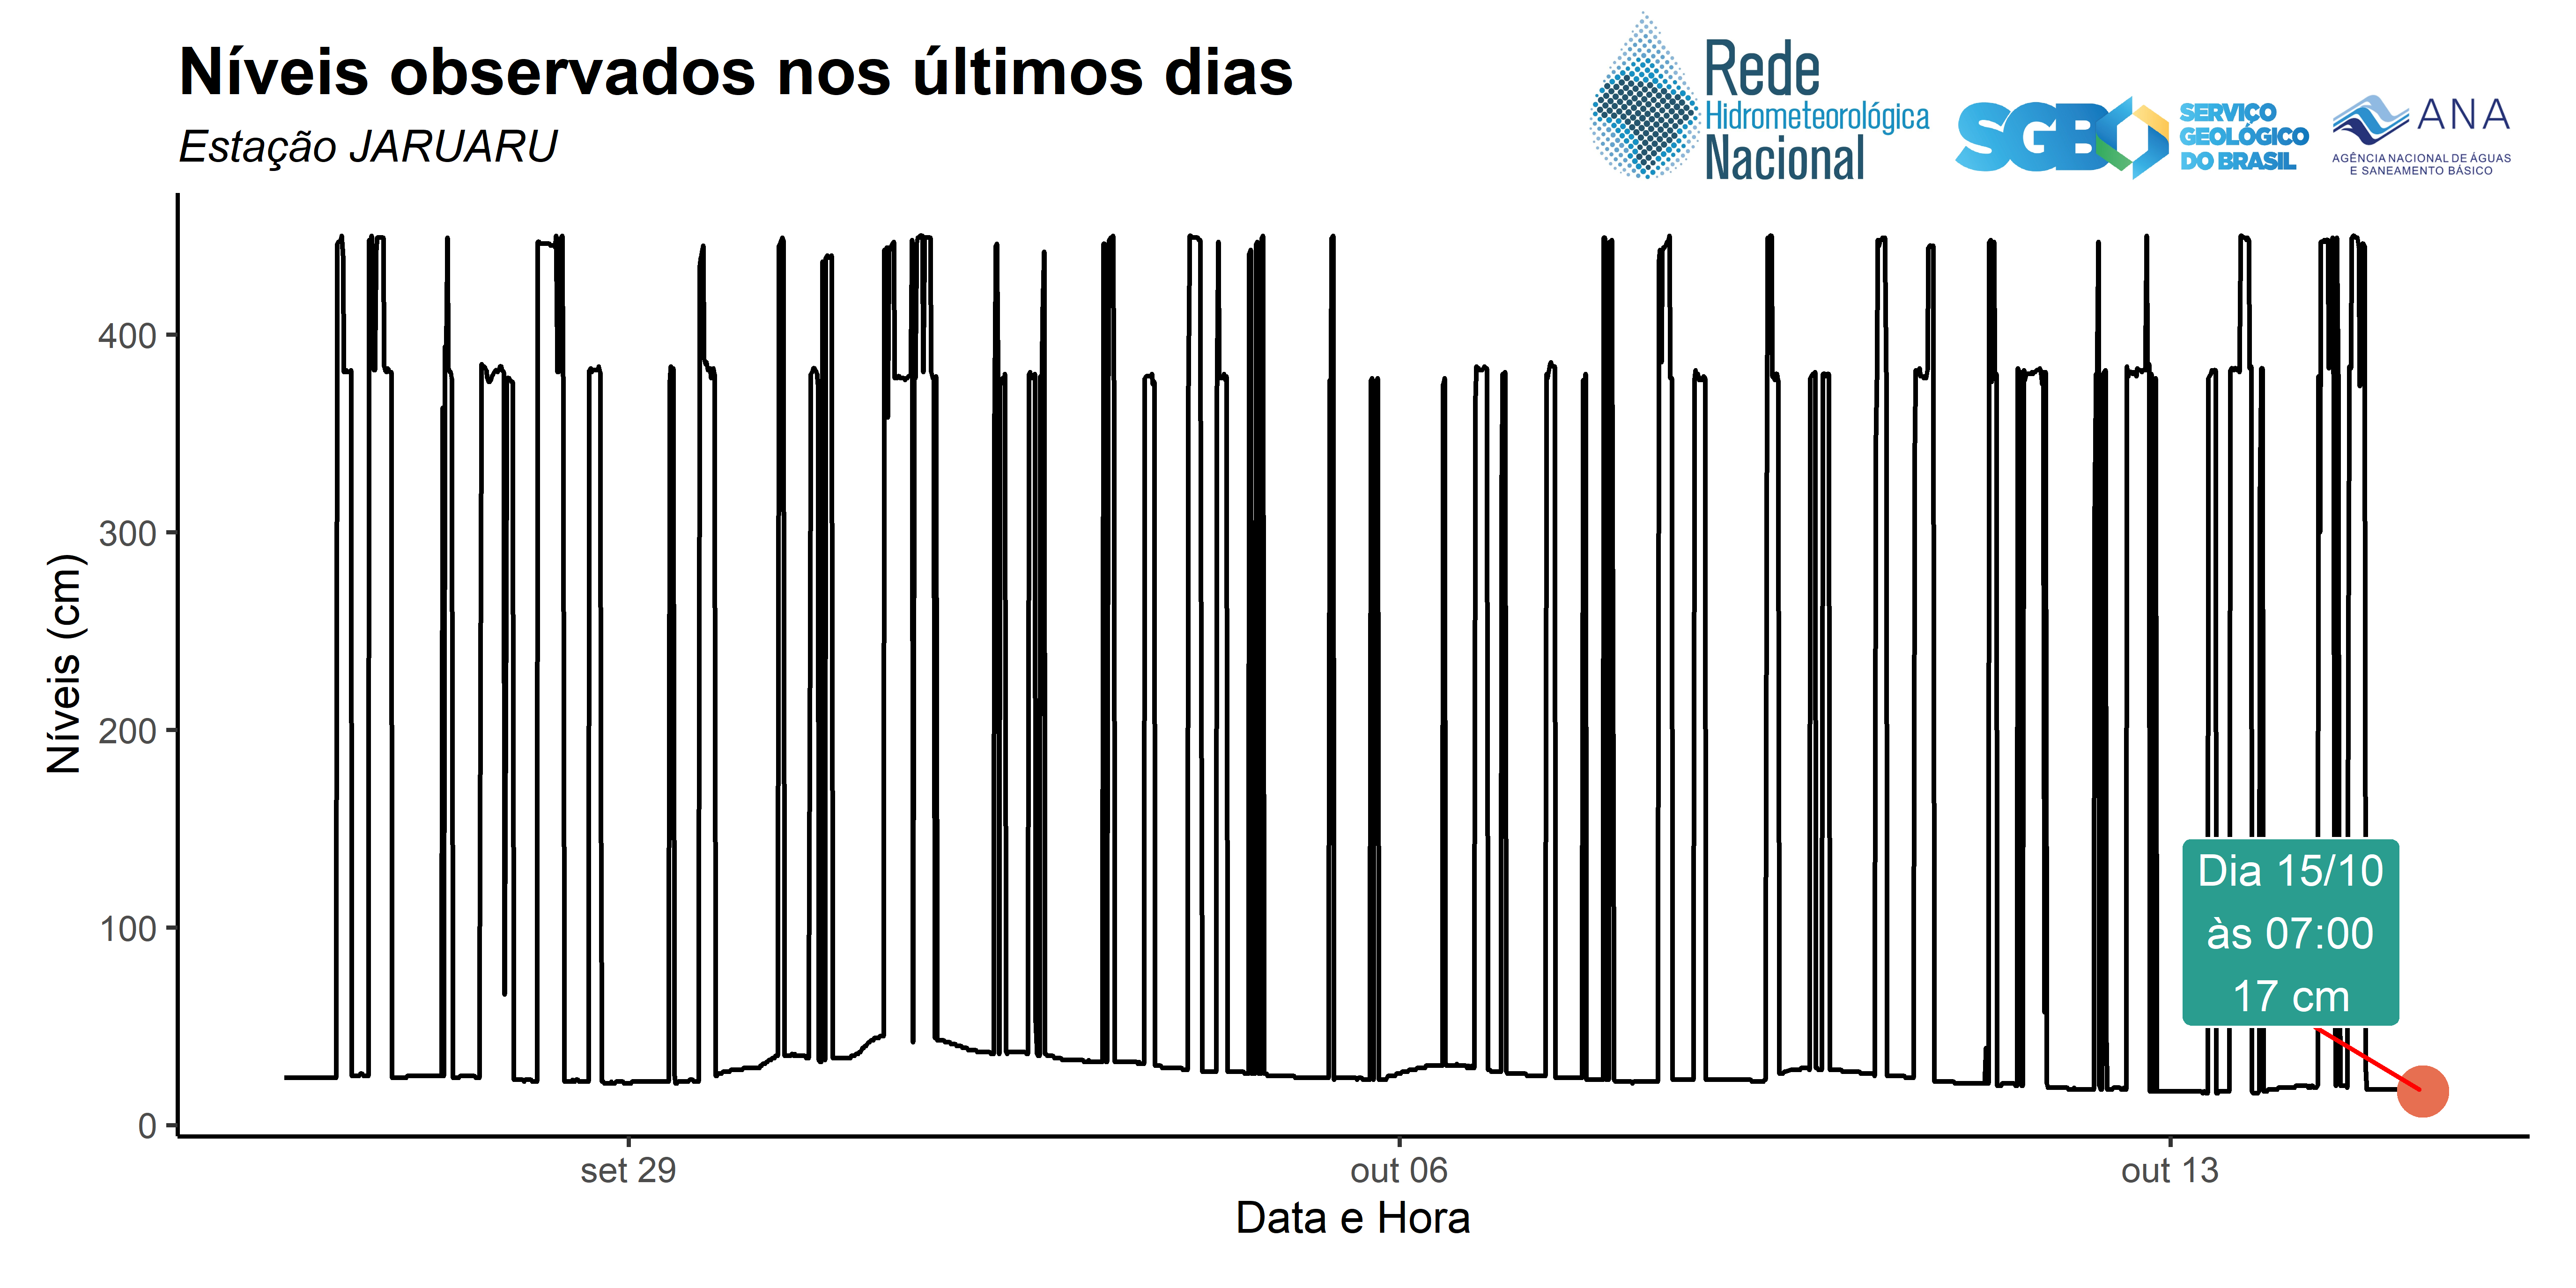 Níveis observados nos últimos dias
Estação JARUARU
Rede
Hidrometeorológica
Nacional
SGB
SERVIÇO
GEOLÓGICO
DO BRASIL
ANA
AGÊNCIA NACIONAL DE ÁGUAS
E SANEAMENTO BÁSICO
Níveis (cm)
400
300
200
100
0
Dia 15/10
às 07:00
17 cm
set 29
out 06
out 13
Data e Hora